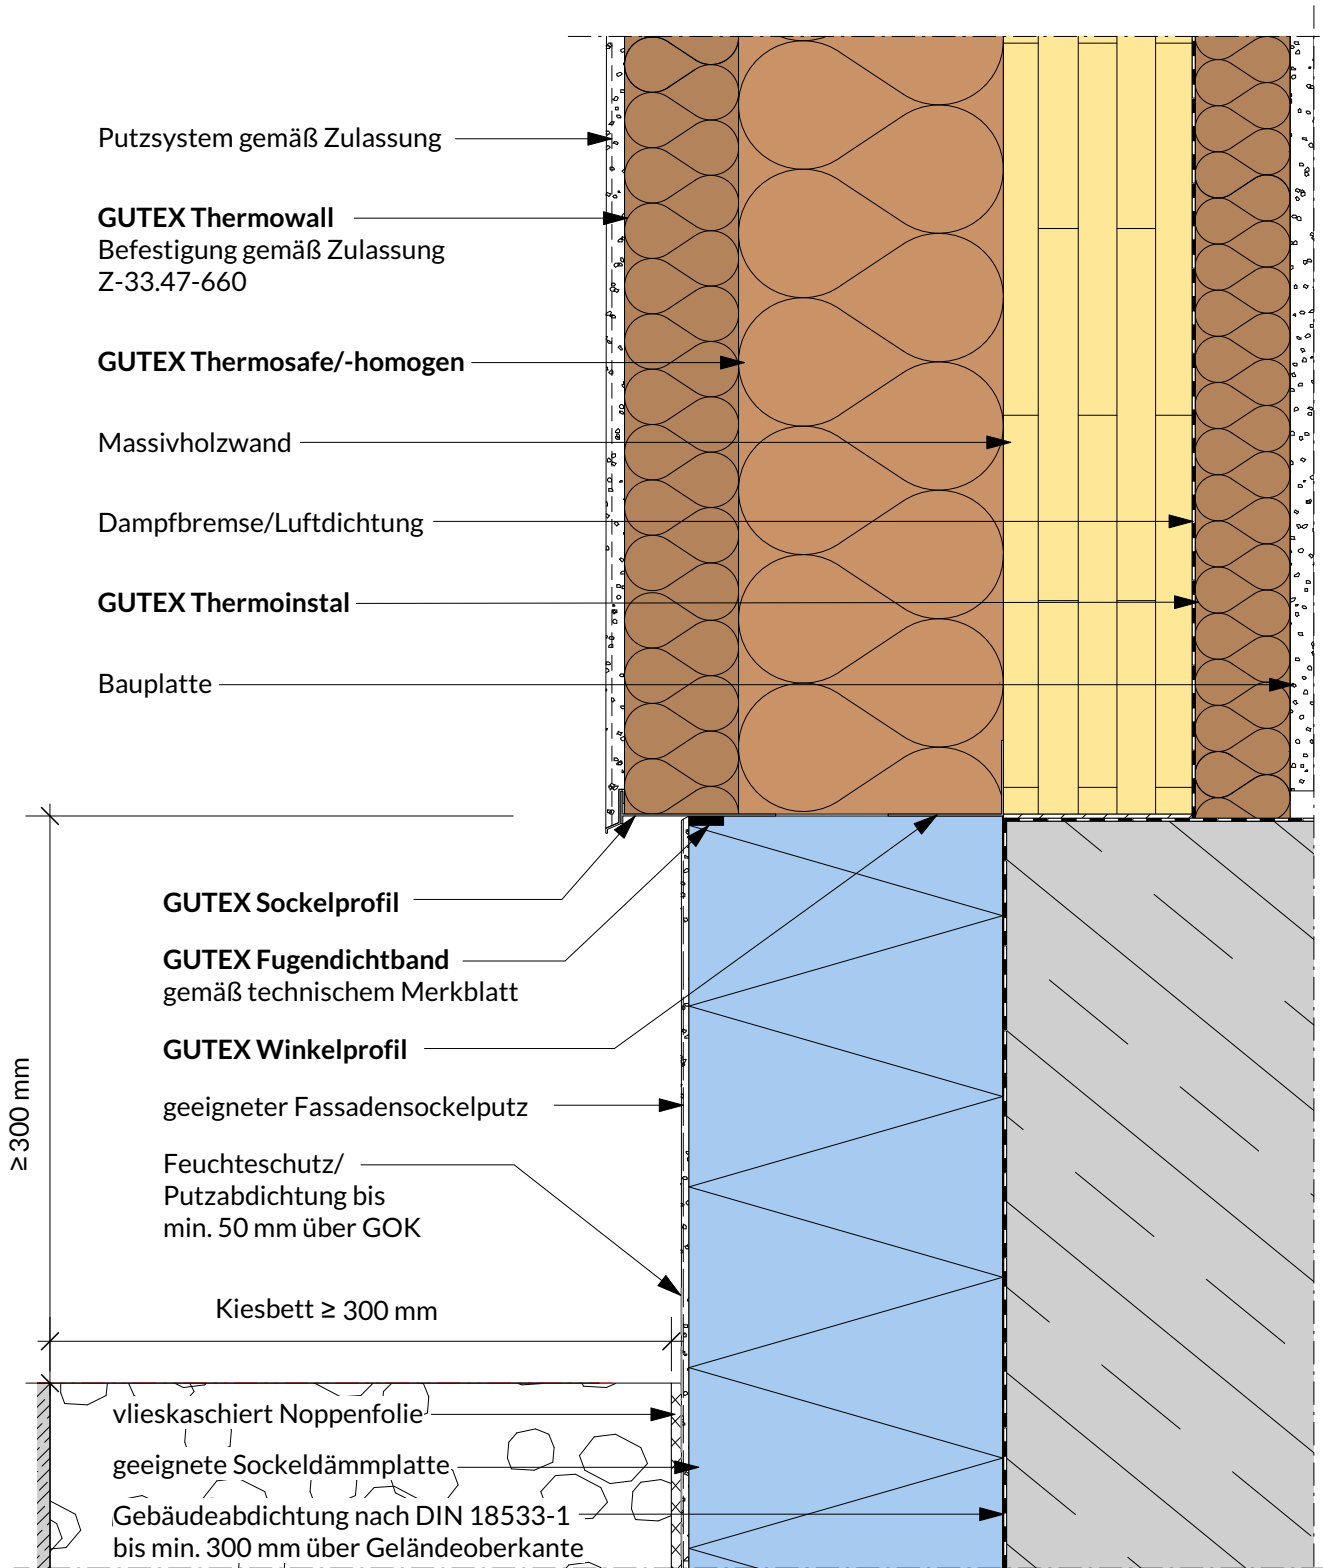 Putzsystem gemäß Zulassung
GUTEX Thermowall
Befestigung gemäß Zulassung
Z-33.47-660
GUTEX Thermosafe/-homogen
Massivholzwand
Dampfbremse/Luftdichtung
GUTEX Thermoinstal
Bauplatte
GUTEX Sockelprofil
GUTEX Fugendichtband
gemäß technischem Merkblatt
GUTEX Winkelprofil
geeigneter Fassadensockelputz
Feuchteschutz/
Putzabdichtung bis
min. 50 mm über GOK
≥ 300 mm
Kiesbett ≥ 300 mm
vlieskaschiert Noppenfolie
geeignete Sockeldämmplatte
Gebäudeabdichtung nach DIN 18533-1
bis min. 300 mm über Geländeoberkante